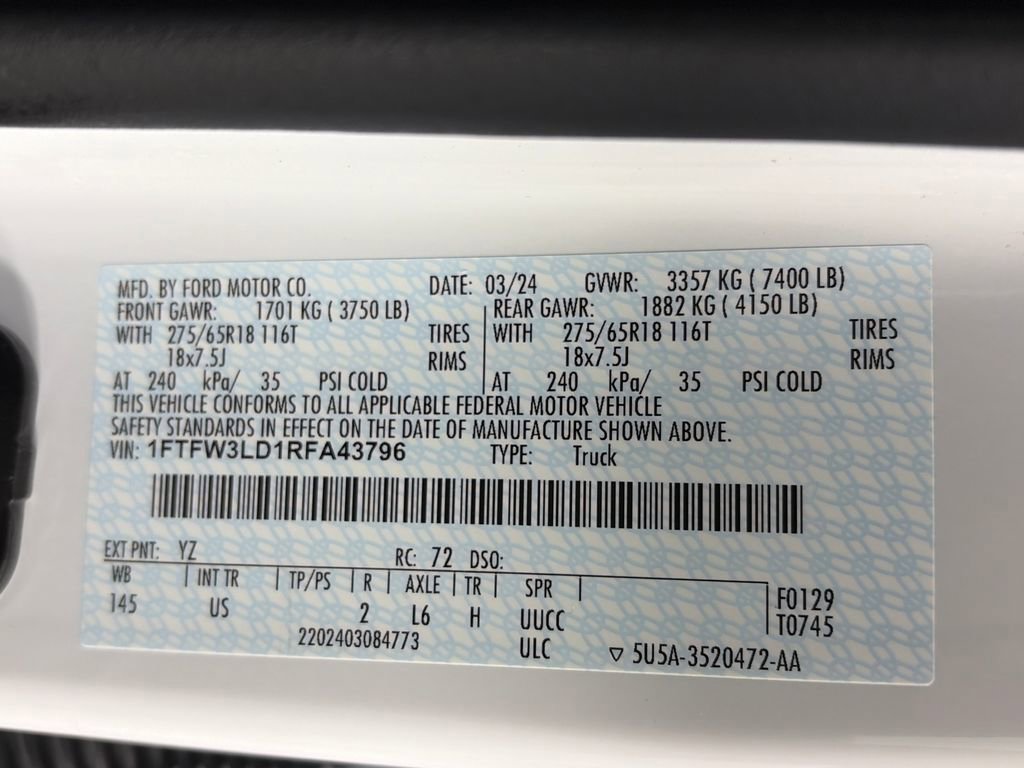 MFD. BY FORD MOTOR CO. DATE: 03/24 GVWR: 3357 KG ( 7400 LB)
FRONT GAWR: 1701 KG ( 3750 LB) REAR GAWR: 1882 KG ( 4150 LB)
WITH 275/65R18 116T TIRES WITH 275/65R18 116T TIRES
18x7.5J RIMS 18x7.5J RIMS
AT 240 kPa/ 35 PSI COLD AT 240 kPa/ 35 PSI COLD
THIS VEHICLE CONFORMS TO ALL APPLICABLE FEDERAL MOTOR VEHICLE
SAFETY STANDARDS IN EFFECT ON THE DATE OF MANUFACTURE SHOWN ABOVE.
VIN: 1FTFW3LD1RFA43796 TYPE: Truck
EXT PNT: YZ RC: 72 DSO:
WB INT TR TP/PS R AXLE TR SPR
145 US 2 L6 H UUCC F0129
2202403084773 ULC T0745
5U5A-3520472-AA